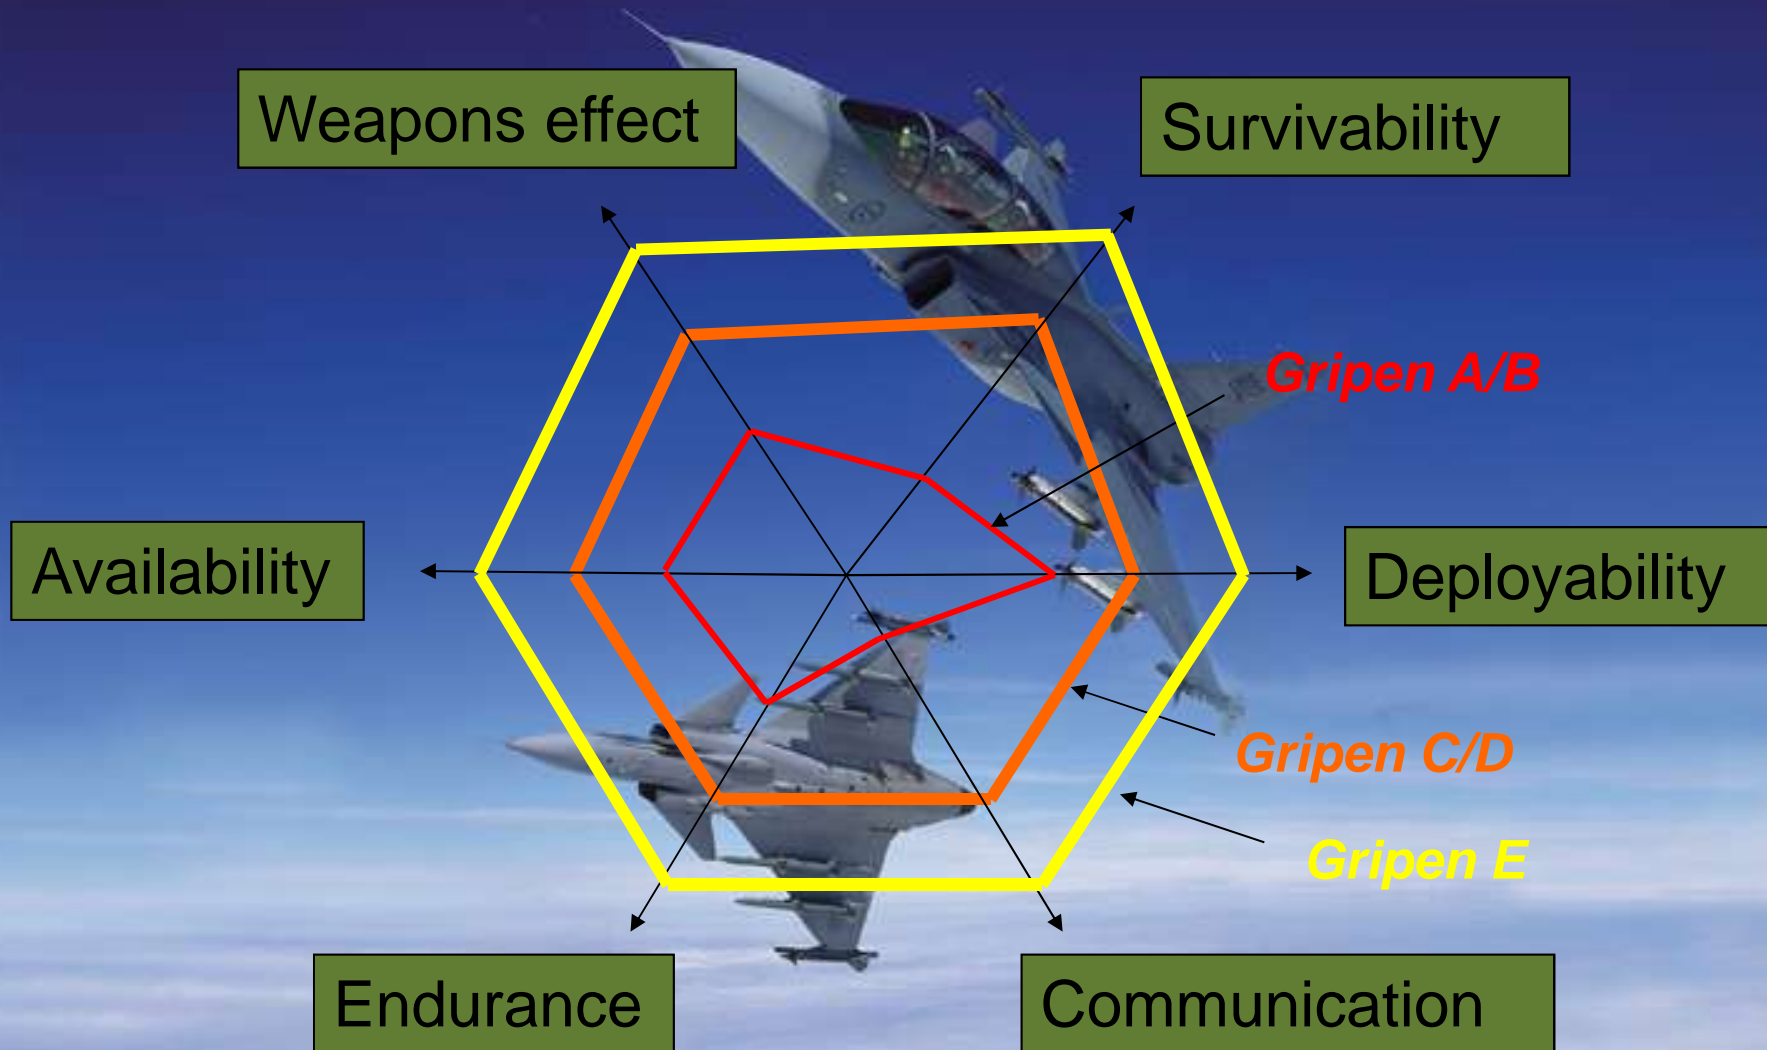 Weapons effect
Survivability
Gripen A/B
Availability
Deployability
Gripen C/D
Gripen E
Endurance
Communication